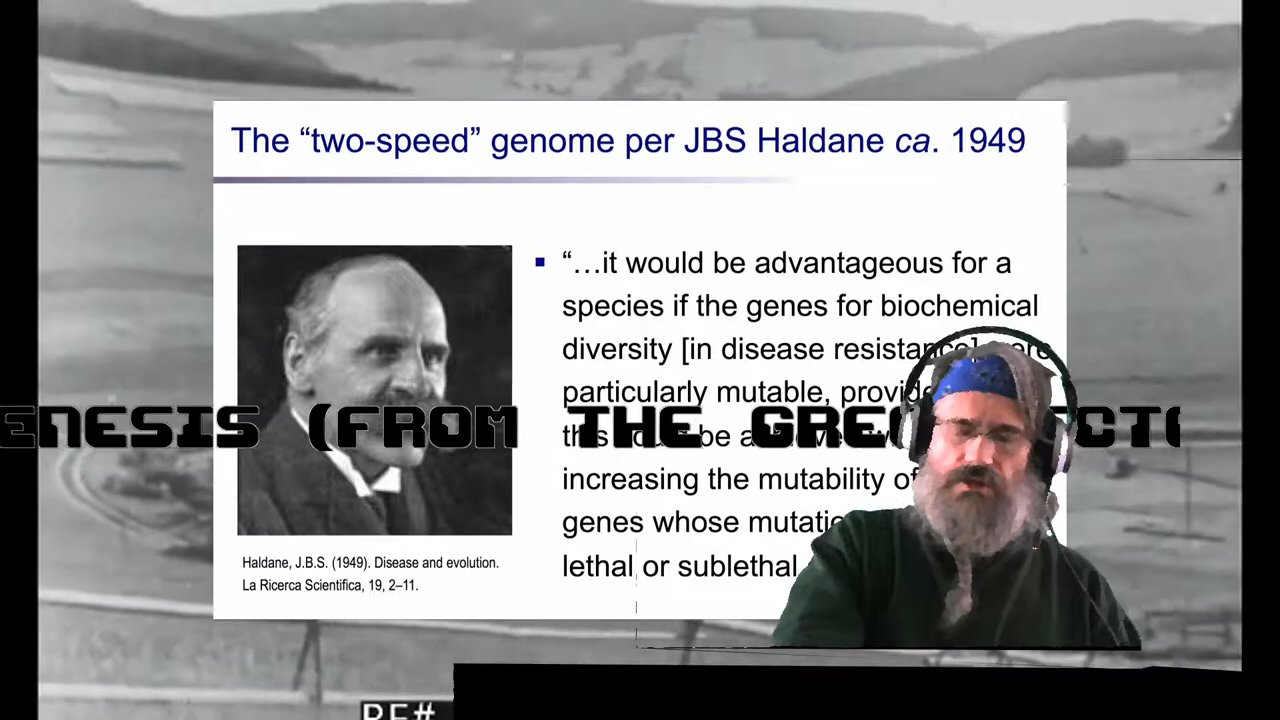 The “two-speed” genome per JBS Haldane ca. 1949
▪ “…it would be advantageous for a
species if the genes for biochemical
diversity [in disease resistance] are
particularly mutable,
be
increasing the mutability of
genes whose
lethal or sublethal
ENESIS (FROM THE
Haldane, J.B.S. (1949). Disease and evolution.
La Ricerca Scientifica, 19, 2–11.